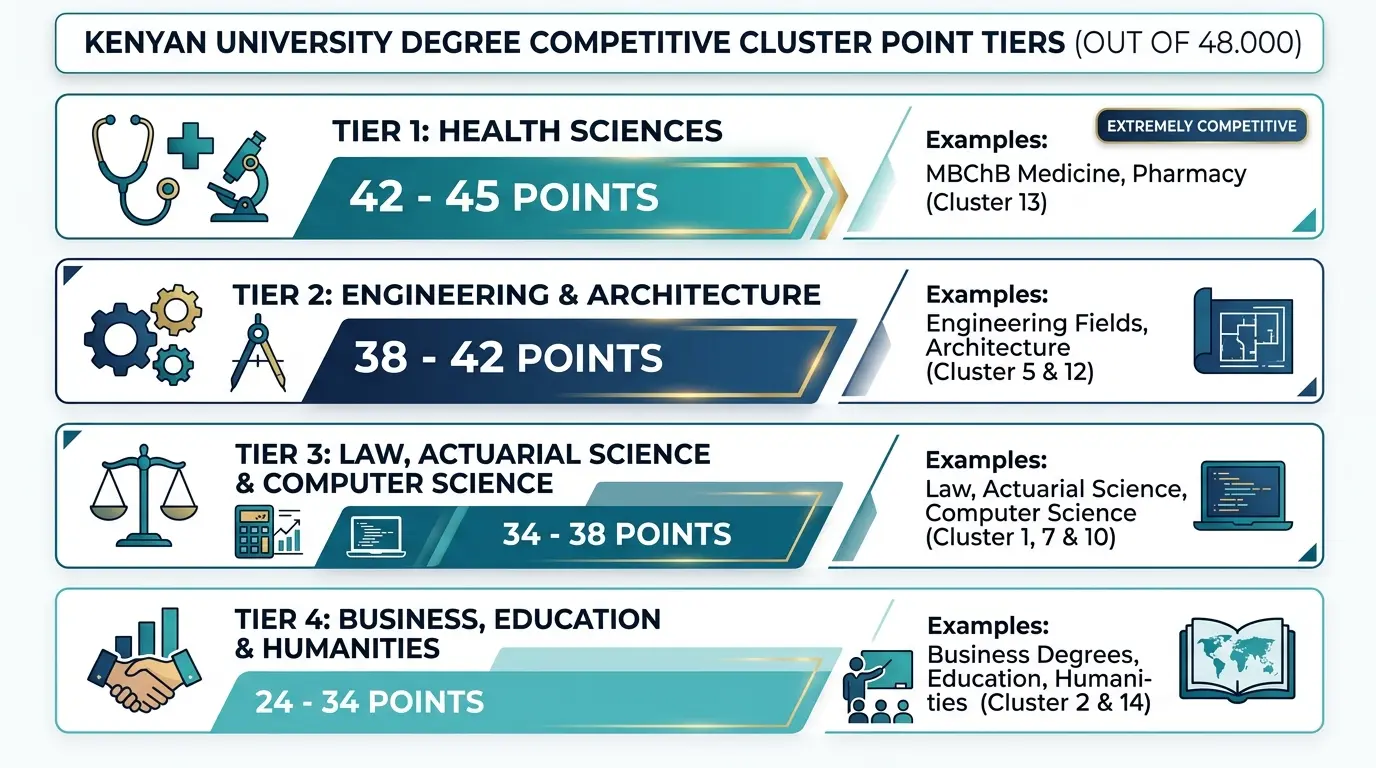 KENYAN UNIVERSITY DEGREE COMPETITIVE CLUSTER POINT TIERS (OUT OF 48.000)
TIER 1: HEALTH SCIENCES
42 - 45 POINTS
Examples:
EXTREMELY COMPETITIVE
MBChB Medicine, Pharmacy
(Cluster 13)
TIER 2: ENGINEERING & ARCHITECTURE
38 - 42 POINTS
Examples:
Engineering Fields,
Architecture
(Cluster 5 & 12)
TIER 3: LAW, ACTUARIAL SCIENCE
& COMPUTER SCIENCE
34 - 38 POINTS
Examples:
Law, Actuarial Science,
Computer Science
(Cluster 1, 7 & 10)
TIER 4: BUSINESS, EDUCATION
& HUMANITIES
24 - 34 POINTS
Examples:
Business Degrees,
Education, Humani-
ties (Cluster 2 & 14)